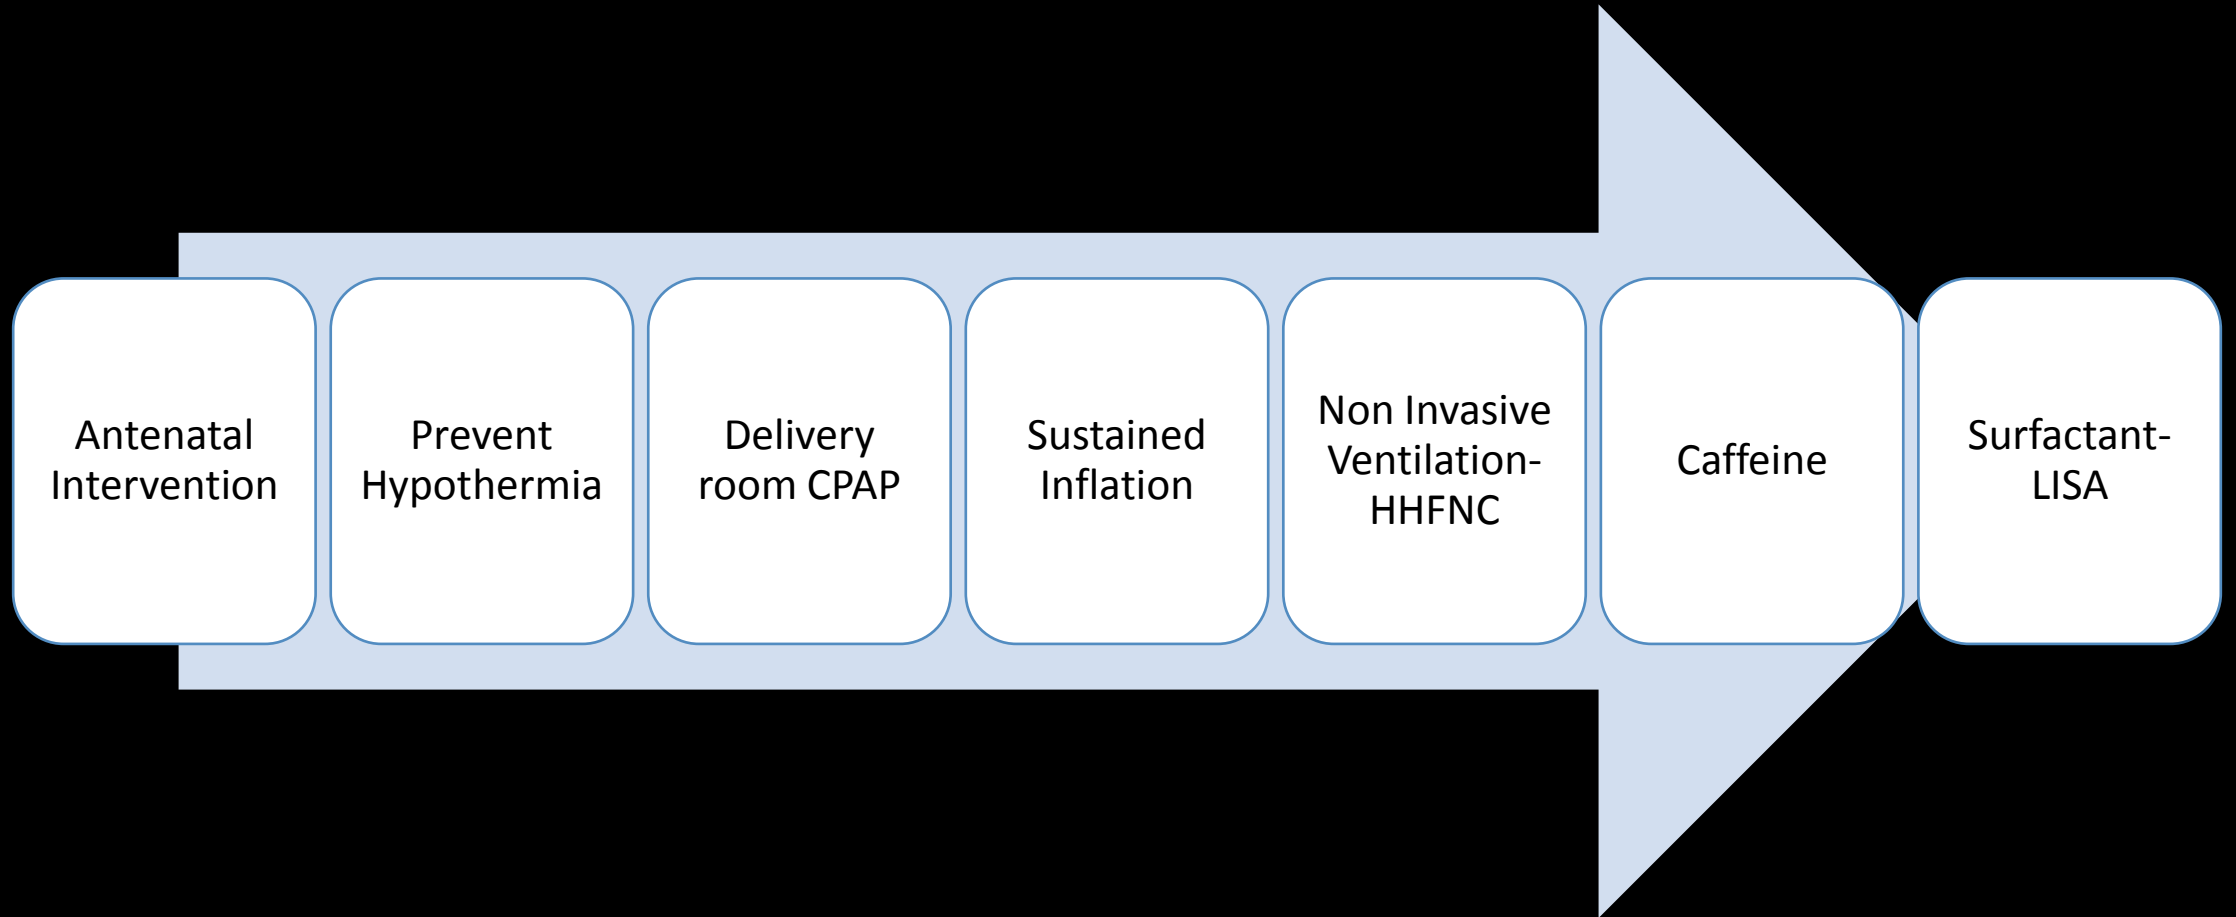 Antenatal
Intervention
Prevent
Hypothermia
Delivery
room CPAP
Sustained
Inflation
Non Invasive
Ventilation-
HHFNC
Caffeine
Surfactant-
LISA